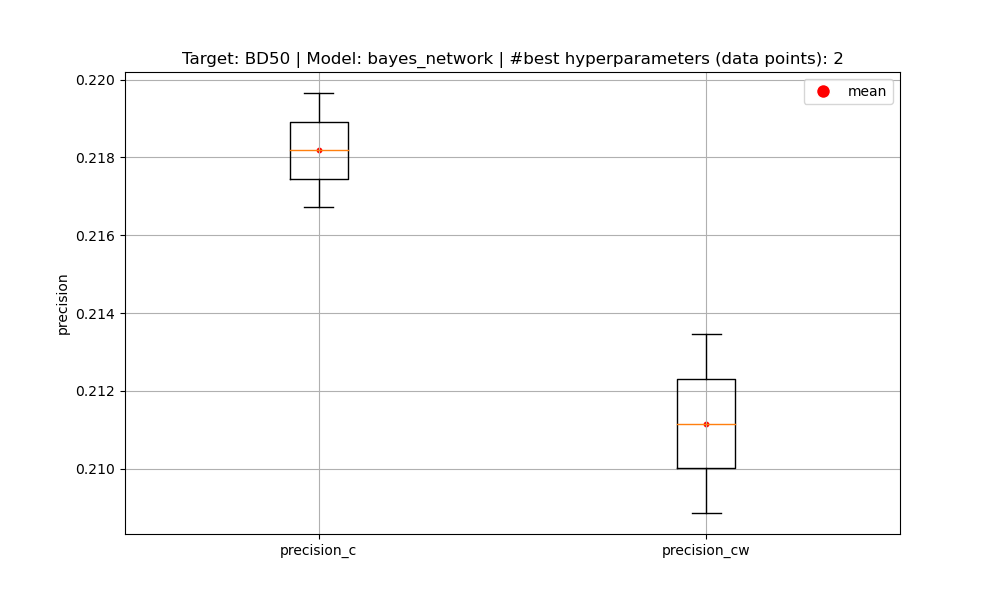 Target: BD50 | Model: bayes_network | #best hyperparameters (data points): 2
mean
precision
0.220
0.218
0.216
0.214
0.212
0.210
precision_c
precision_cw